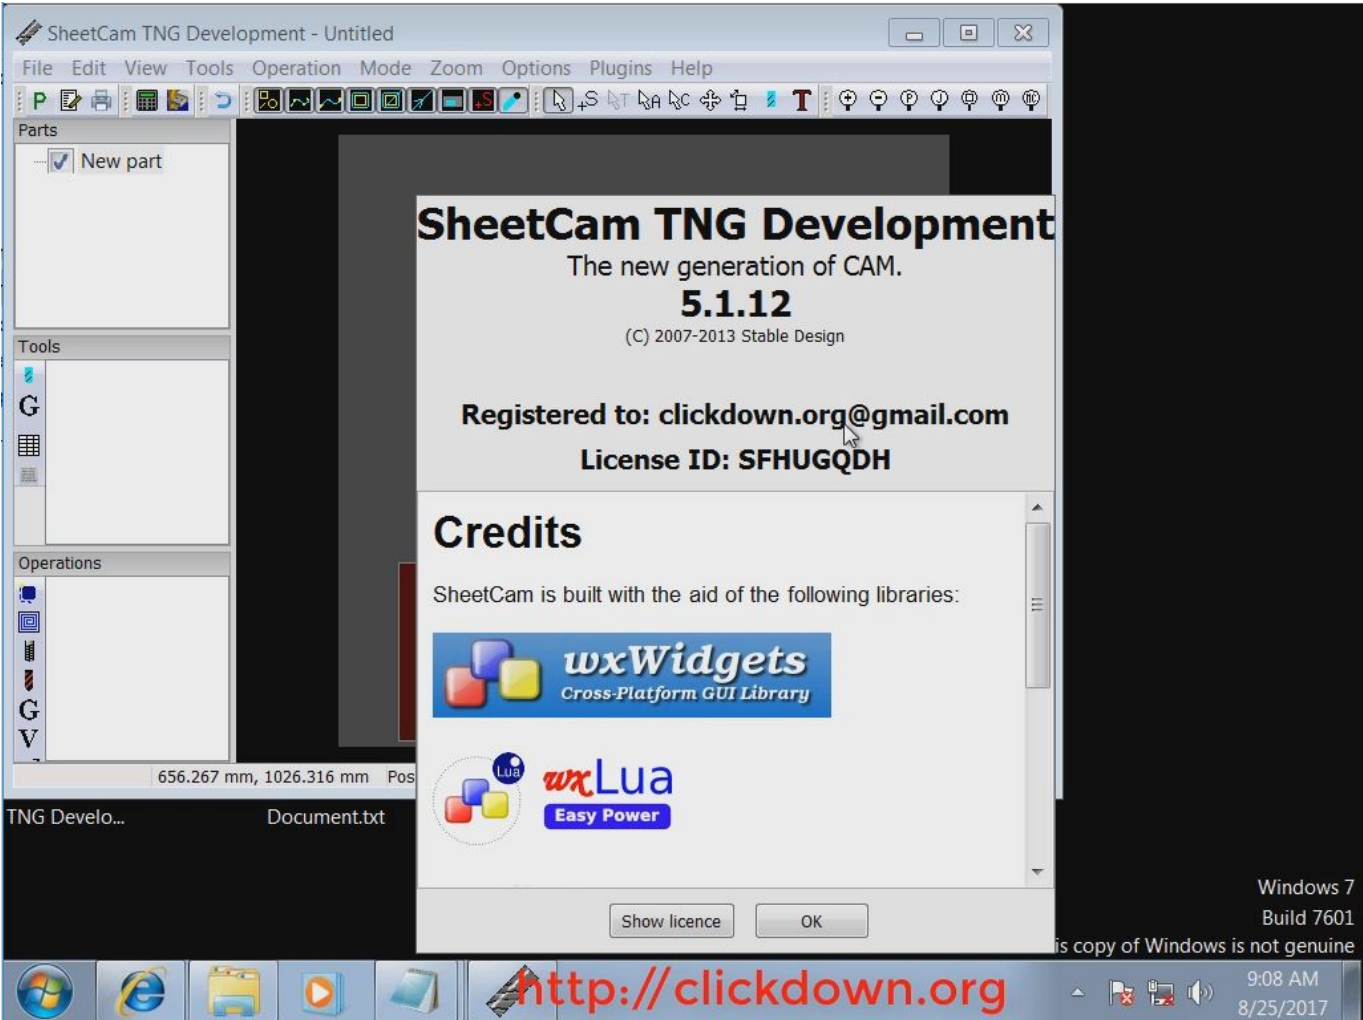 SheetCam TNG Development - Untitled
File Edit View Tools Operation Mode Zoom Options Plugins Help
P +S T A C T
Parts
New part
SheetCam TNG Development
The new generation of CAM.
5.1.12
(C) 2007-2013 Stable Design
Tools
G
Registered to: clickdown.org@gmail.com
License ID: SFHUGQDH
Credits
Operations
SheetCam is built with the aid of the following libraries:
wxWidgets
Cross-Platform GUI Library
G
V
656.267 mm, 1026.316 mm Pos
Lua
wxLua
Easy Power
TNG Develo...
Document.txt
Show licence
OK
Windows 7
Build 7601
is copy of Windows is not genuine
http://clickdown.org
9:08 AM
8/25/2017